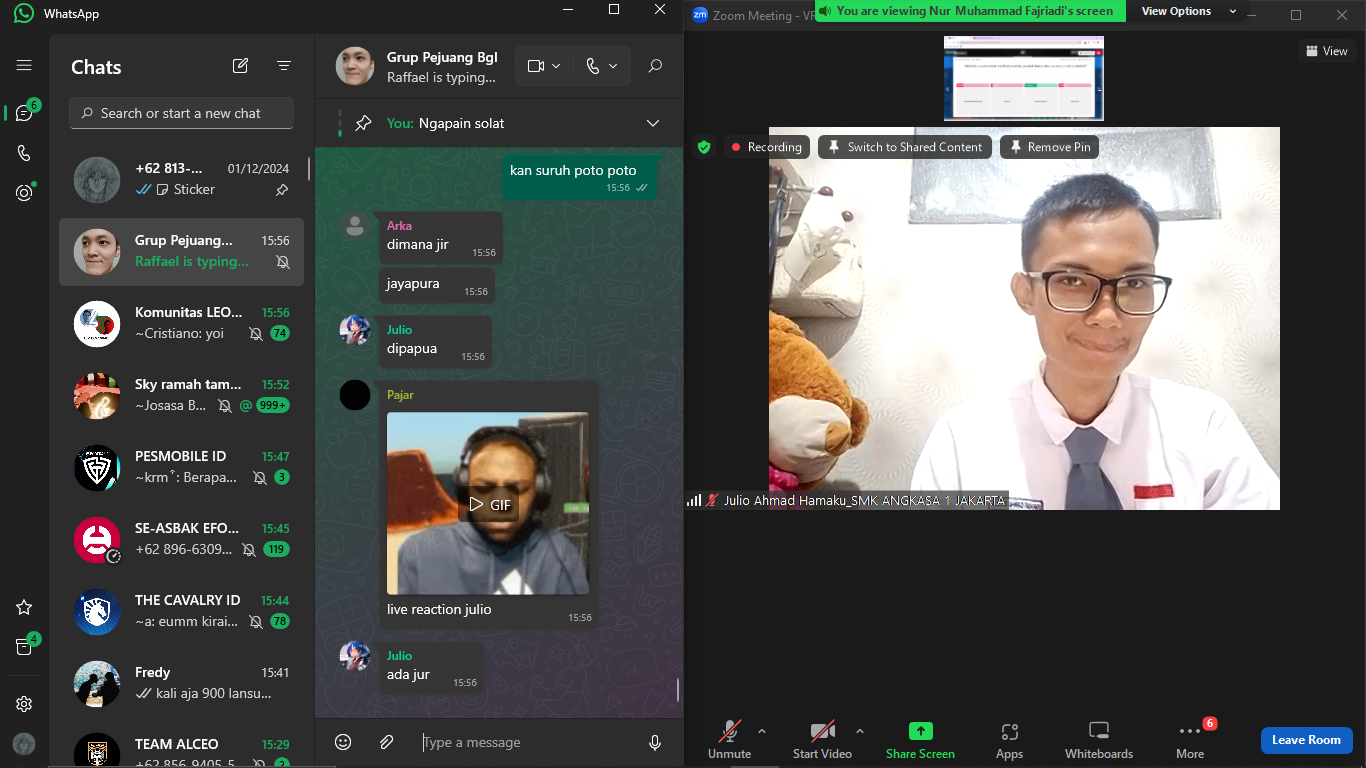 WhatsApp
Chats
Search or start a new chat
6
4
+62 813-...
01/12/2024
Sticker
Grup Pejuang...
15:56
Raffael is typing...
Komunitas LEO...
15:56
~Cristiano: yoi
74
Sky ramah tam...
15:52
~Josasa B...
@
999+
PESMOBILE ID
15:47
~krm࿐: Berapa...
3
SE-ASBAK EFO...
15:45
+62 896-6309...
119
THE CAVALRY ID
15:44
~a: eumm kirai...
78
Fredy
15:41
kali aja 900 lansu...
TEAM ALCEO
15:29
+62 856-9405-5...
Grup Pejuang Bgl
Raffael is typing...
You: Ngapain solat
kan suruh poto poto
15:56
Arka
dimana jir
15:56
jayapura
15:56
Julio
dipapua
15:56
Pajar
GIF
live reaction julio
15:56
Julio
ada jur
15:56
Type a message
zm
Zoom Meeting - VP
You are viewing Nur Muhammad Fajriadi's screen
View Options
View
Recording
Switch to Shared Content
Remove Pin
Julio Ahmad Hamaku_SMK ANGKASA 1 JAKARTA
Unmute
Start Video
Share Screen
Apps
Whiteboards
6
More
Leave Room